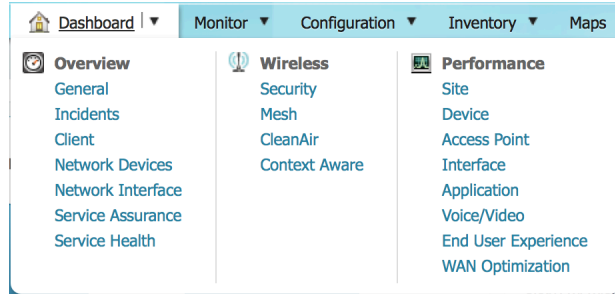 Dashboard Monitor Configuration Inventory Maps
Overview
General
Incidents
Client
Network Devices
Network Interface
Service Assurance
Service Health
Wireless
Security
Mesh
CleanAir
Context Aware
Performance
Site
Device
Access Point
Interface
Application
Voice/Video
End User Experience
WAN Optimization